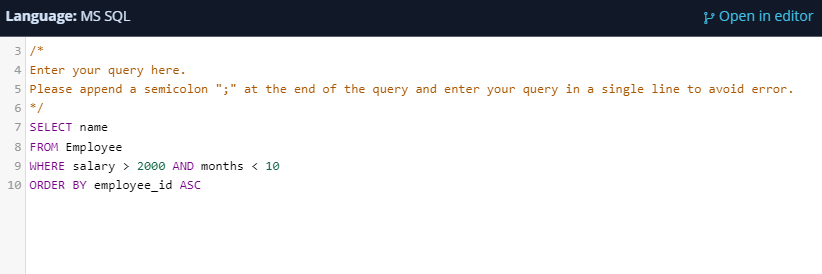 Language: MS SQL
Open in editor
3 /*
4 Enter your query here.
5 Please append a semicolon ";" at the end of the query and enter your query in a single line to avoid error.
6 */
7 SELECT name
8 FROM Employee
9 WHERE salary > 2000 AND months < 10
10 ORDER BY employee_id ASC